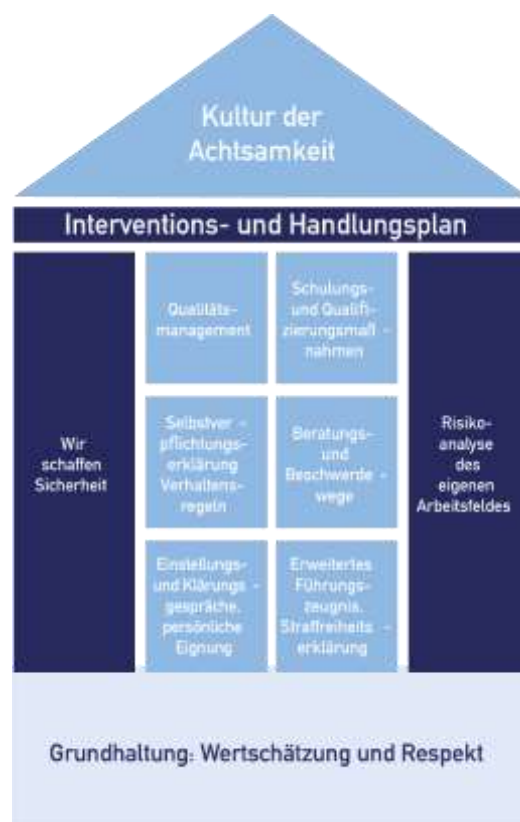 Kultur der
Achtsamkeit
Interventions- und Handlungsplan
Wir
schaffen
Sicherheit
Qualitäts-
management
Schulungs-
und Qualifi-
zierungsmaß -
nahmen
Selbstver -
pflichtungs-
erklärung
Verhaltens-
regeln
Beratungs-
und
Beschwerde -
wege
Einstellungs-
und Klärungs -
gespräche,
persönliche
Eignung
Erweitertes
Führungs-
zeugnis,
Straffreiheits -
erklärung
Risiko-
analyse
des
eigenen
Arbeitsfeldes
Grundhaltung: Wertschätzung und Respekt